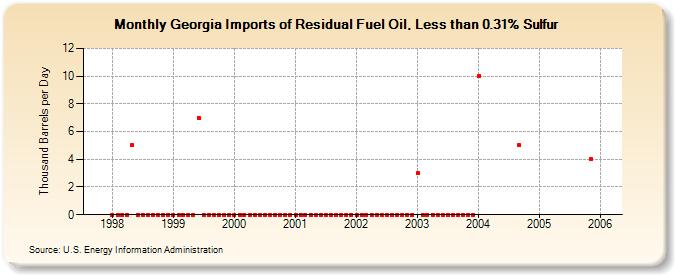 Monthly Georgia Imports of Residual Fuel Oil, Less than 0.31% Sulfur
Thousand Barrels per Day
12
10
8
6
4
2
0
1998 1999 2000 2001 2002 2003 2004 2005 2006
Source: U.S. Energy Information Administration